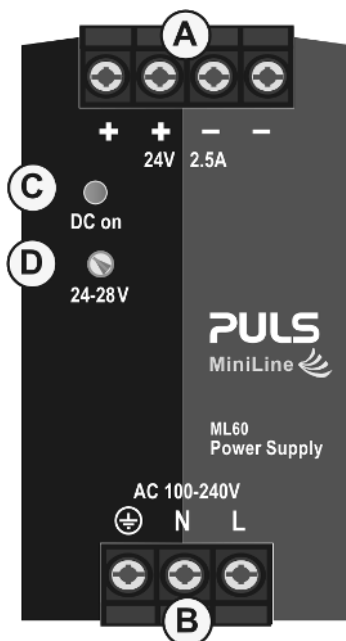 A
+ + − −
24V 2.5A
C
DC on
D
24-28V
PULS
MiniLine
ML60
Power Supply
AC 100-240V
N L
B